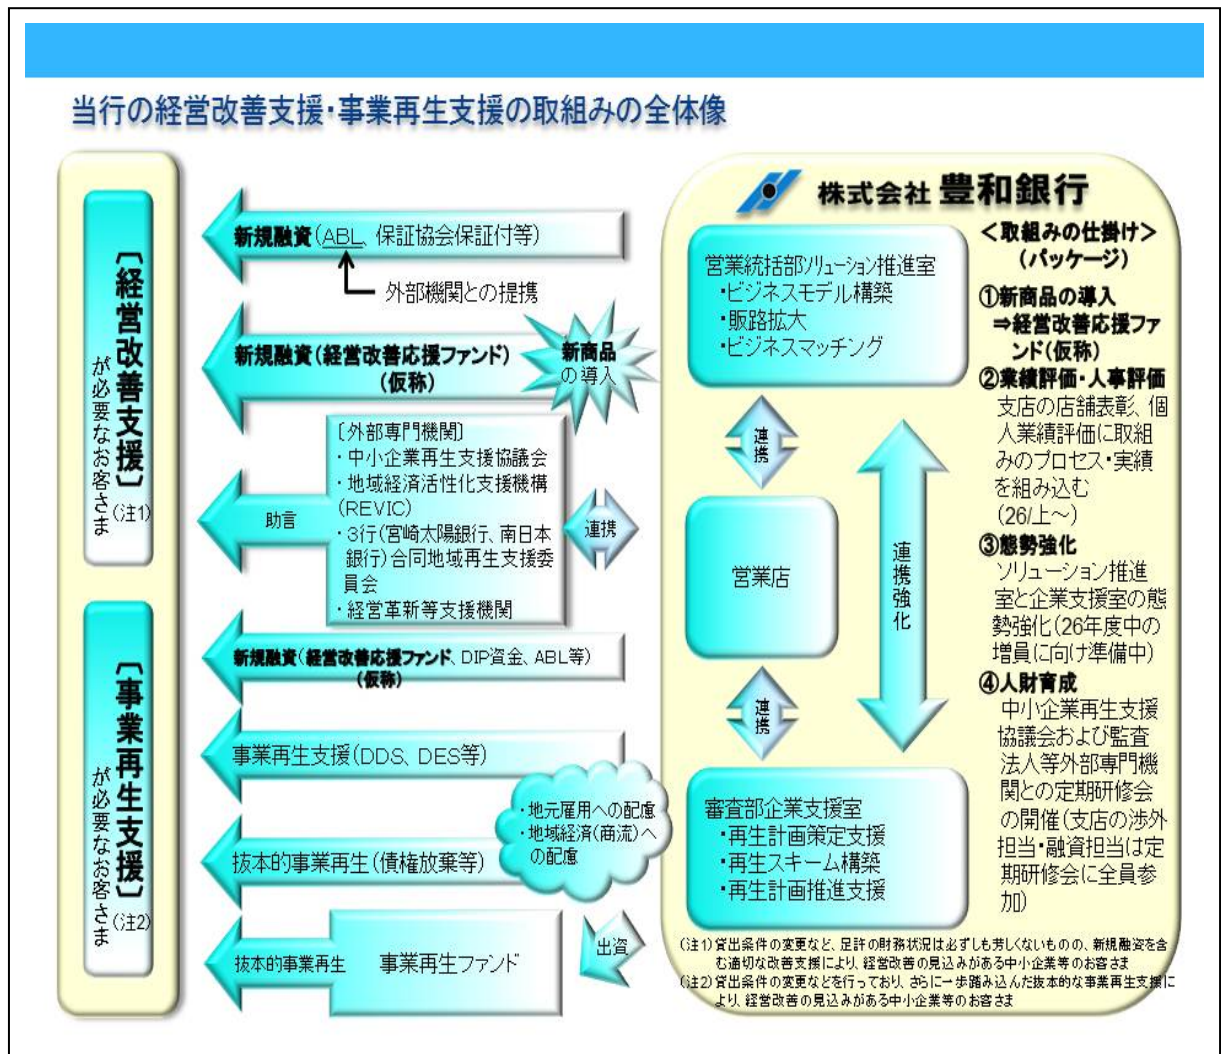 当行の経営改善支援・事業再生支援の取組みの全体像
〔経営改善支援〕
が必要なお客さま(注1)
〔事業再生支援〕
が必要なお客さま(注2)
新規融資(ABL、保証協会保証付等)
外部機関との提携
新規融資(経営改善応援ファンド)
(仮称)
新商品
の導入
〔外部専門機関〕
・中小企業再生支援協議会
・地域経済活性化支援機構
(REVIC)
・3行(宮崎太陽銀行、南日本
銀行)合同地域再生支援委
員会
・経営革新等支援機関
助言
連携
新規融資(経営改善応援ファンド、DIP資金、ABL等)
(仮称)
事業再生支援(DDS、DES等)
・地元雇用への配慮
・地域経済(商流)へ
の配慮
抜本的事業再生(債権放棄等)
抜本的事業再生
事業再生ファンド
出資
株式会社 豊和銀行
営業統括部ソリューション推進室
・ビジネスモデル構築
・販路拡大
・ビジネスマッチング
連携
営業店
連携
連携強化
審査部企業支援室
・再生計画策定支援
・再生スキーム構築
・再生計画推進支援
<取組みの仕掛け>
(パッケージ)
①新商品の導入
⇒経営改善応援ファ
ンド(仮称)
②業績評価・人事評価
支店の店舗表彰、個
人業績評価に取組
みのプロセス・実績
を組み込む
(26/上~)
③態勢強化
ソリューション推進
室と企業支援室の態
勢強化(26年度中の
増員に向け準備中)
④人財育成
中小企業再生支援
協議会および監査
法人等外部専門機
関との定期研修会
の開催(支店の渉外
担当・融資担当は定
期研修会に全員参
加)
(注1)貸出条件の変更など、足許の財務状況は必ずしも芳しくないものの、新規融資を含
む適切な改善支援により、経営改善の見込みがある中小企業等のお客さま
(注2)貸出条件の変更などを行っており、さらに一歩踏み込んだ抜本的な事業再生支援に
より、経営改善の見込みがある中小企業等のお客さま